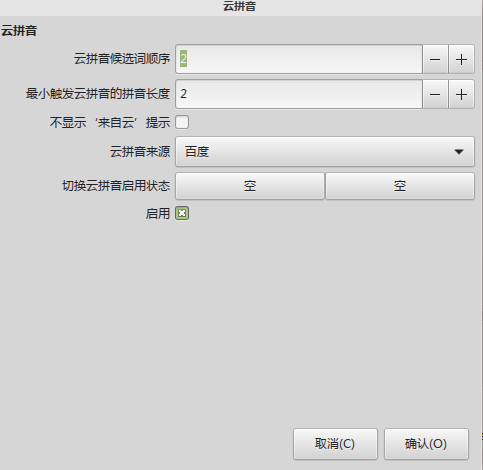 云拼音
云拼音
云拼音候选词顺序 2
最小触发云拼音的拼音长度 2
不显示‘来自云’提示
云拼音来源 百度
切换云拼音启用状态 空 空
启用
取消(C) 确认(O)